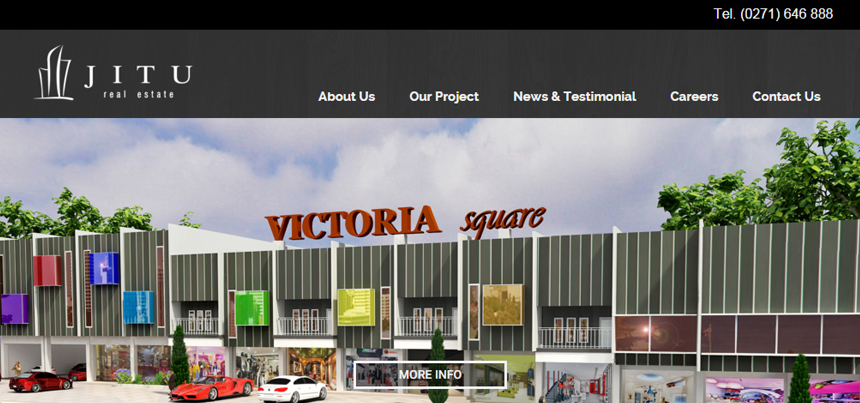 Tel. (0271) 646 888
JITU
real estate
About Us
Our Project
News & Testimonial
Careers
Contact Us
VICTORIA square
MORE INFO